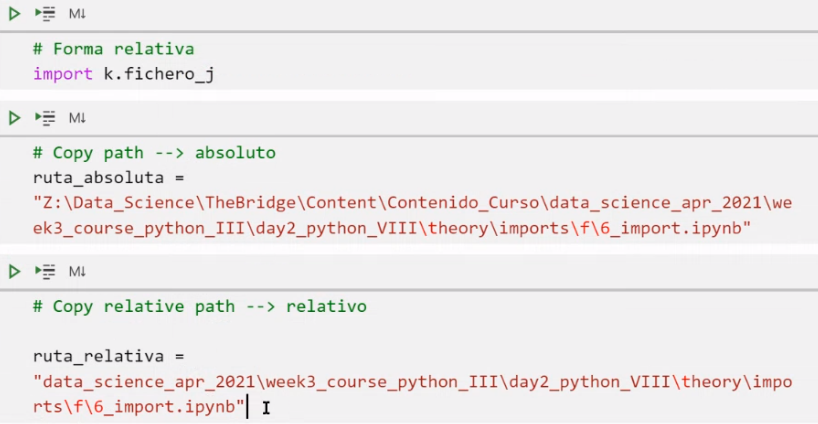 M↓
# Forma relativa
import k.fichero_j
M↓
# Copy path --> absoluto
ruta_absoluta =
"Z:\Data_Science\TheBridge\Content\Contenido_Curso\data_science_apr_2021\we
ek3_course_python_III\day2_python_VIII\theory\imports\f\6_import.ipynb"
M↓
# Copy relative path --> relativo
ruta_relativa =
"data_science_apr_2021\week3_course_python_III\day2_python_VIII\theory\impo
rts\f\6_import.ipynb"